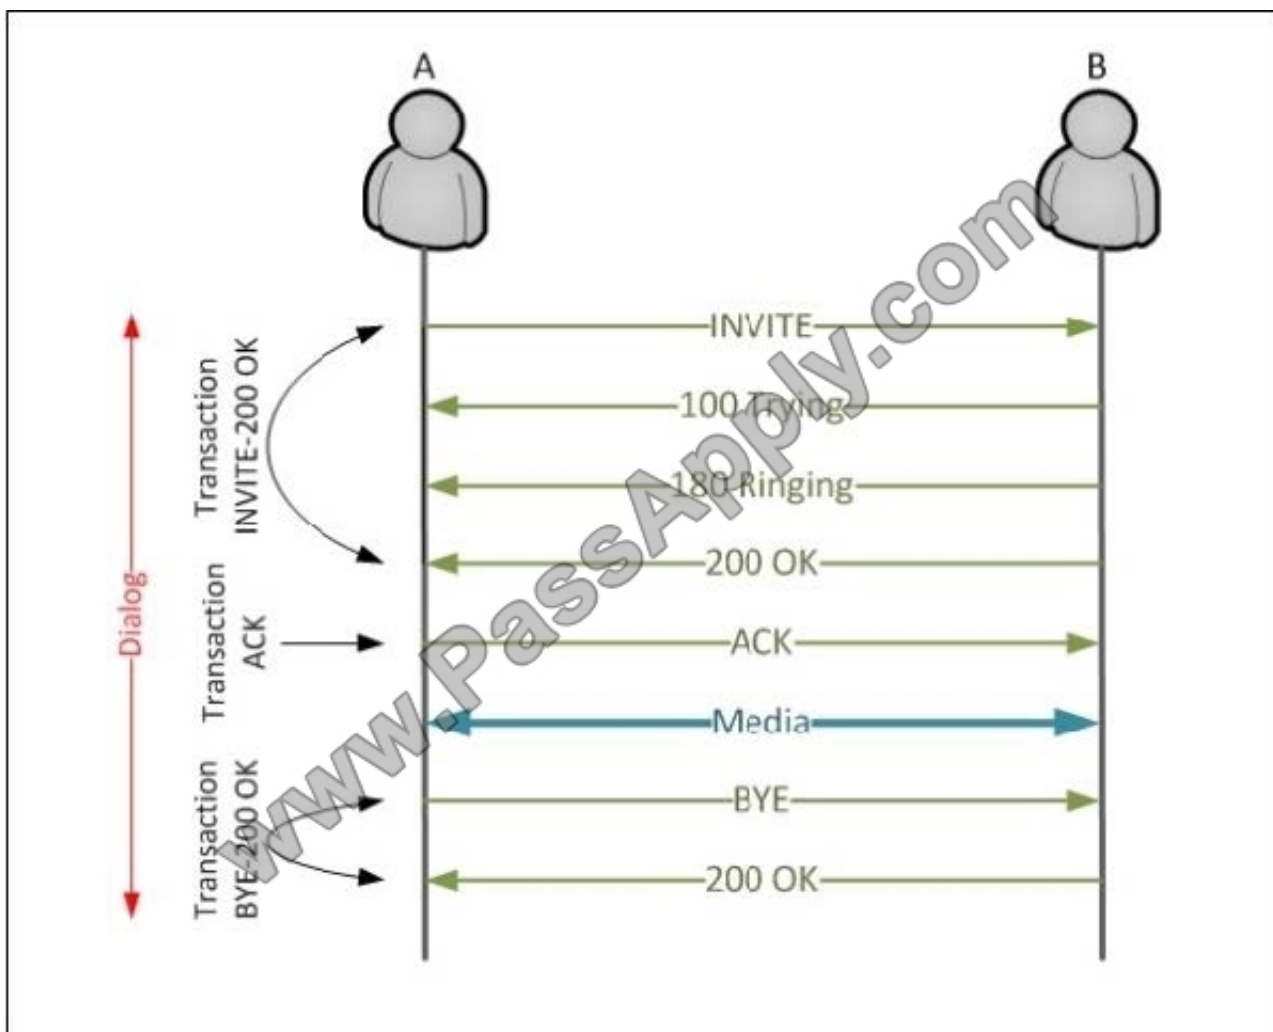 A
B
INVITE
100 Trying
180 Ringing
200 OK
ACK
Media
BYE
200 OK
Dialog
Transaction
INVITE-200 OK
Transaction
ACK
Transaction
BYE-200 OK
www.PassApply.com